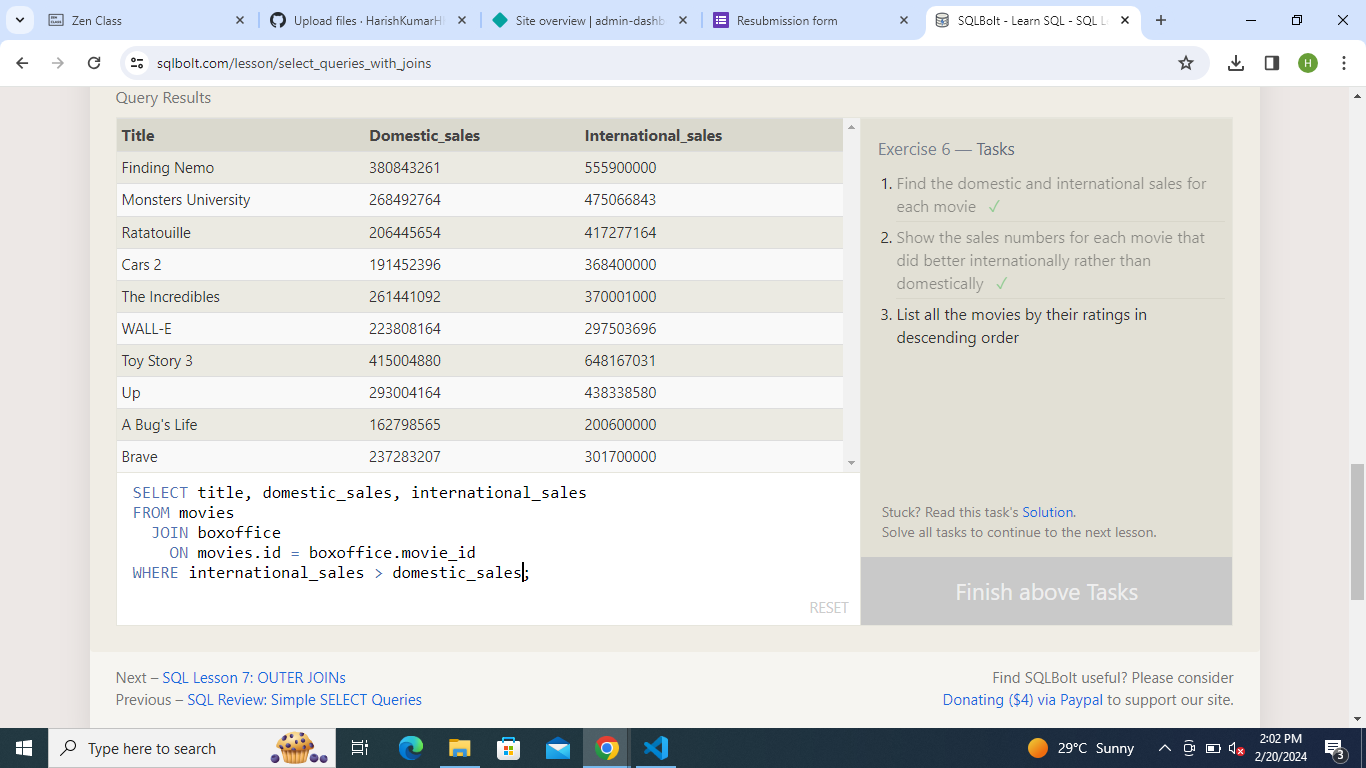 Zen Class
Upload files · HarishKumarH
Site overview | admin-dashb
Resubmission form
SQLBolt - Learn SQL - SQL L
sqlbolt.com/lesson/select_queries_with_joins
H
Query Results
Title Domestic_sales International_sales
Finding Nemo 380843261 555900000
Monsters University 268492764 475066843
Ratatouille 206445654 417277164
Cars 2 191452396 368400000
The Incredibles 261441092 370001000
WALL-E 223808164 297503696
Toy Story 3 415004880 648167031
Up 293004164 438338580
A Bug's Life 162798565 200600000
Brave 237283207 301700000
SELECT title, domestic_sales, international_sales
FROM movies
JOIN boxoffice
ON movies.id = boxoffice.movie_id
WHERE international_sales > domestic_sales;
RESET
Exercise 6 — Tasks
1. Find the domestic and international sales for
each movie ✓
2. Show the sales numbers for each movie that
did better internationally rather than
domestically ✓
3. List all the movies by their ratings in
descending order
Stuck? Read this task's Solution.
Solve all tasks to continue to the next lesson.
Finish above Tasks
Next – SQL Lesson 7: OUTER JOINs
Previous – SQL Review: Simple SELECT Queries
Find SQLBolt useful? Please consider
Donating ($4) via Paypal to support our site.
Type here to search
29°C Sunny
2:02 PM
2/20/2024
3